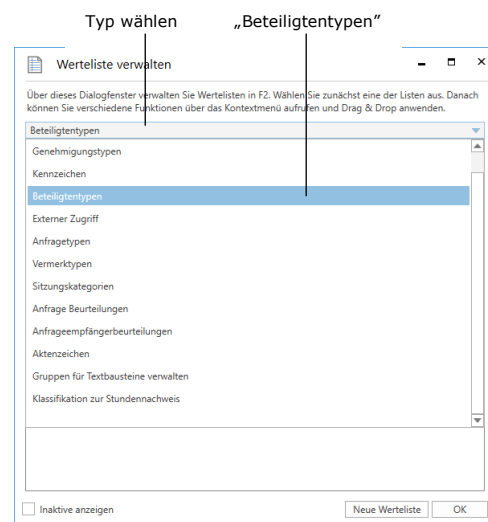 Typ wählen „Beteiligtentypen”
Werteliste verwalten
Über dieses Dialogfenster verwalten Sie Wertelisten in F2. Wählen Sie zunächst eine der Listen aus. Danach
können Sie verschiedene Funktionen über das Kontextmenü aufrufen und Drag & Drop anwenden.
Beteiligtentypen
Genehmigungstypen
Kennzeichen
Beteiligtentypen
Externer Zugriff
Anfragetypen
Vermerktypen
Sitzungskategorien
Anfrage Beurteilungen
Anfrageempfängerbeurteilungen
Aktenzeichen
Gruppen für Textbausteine verwalten
Klassifikation zur Stundennachweis
Inaktive anzeigen Neue Werteliste OK